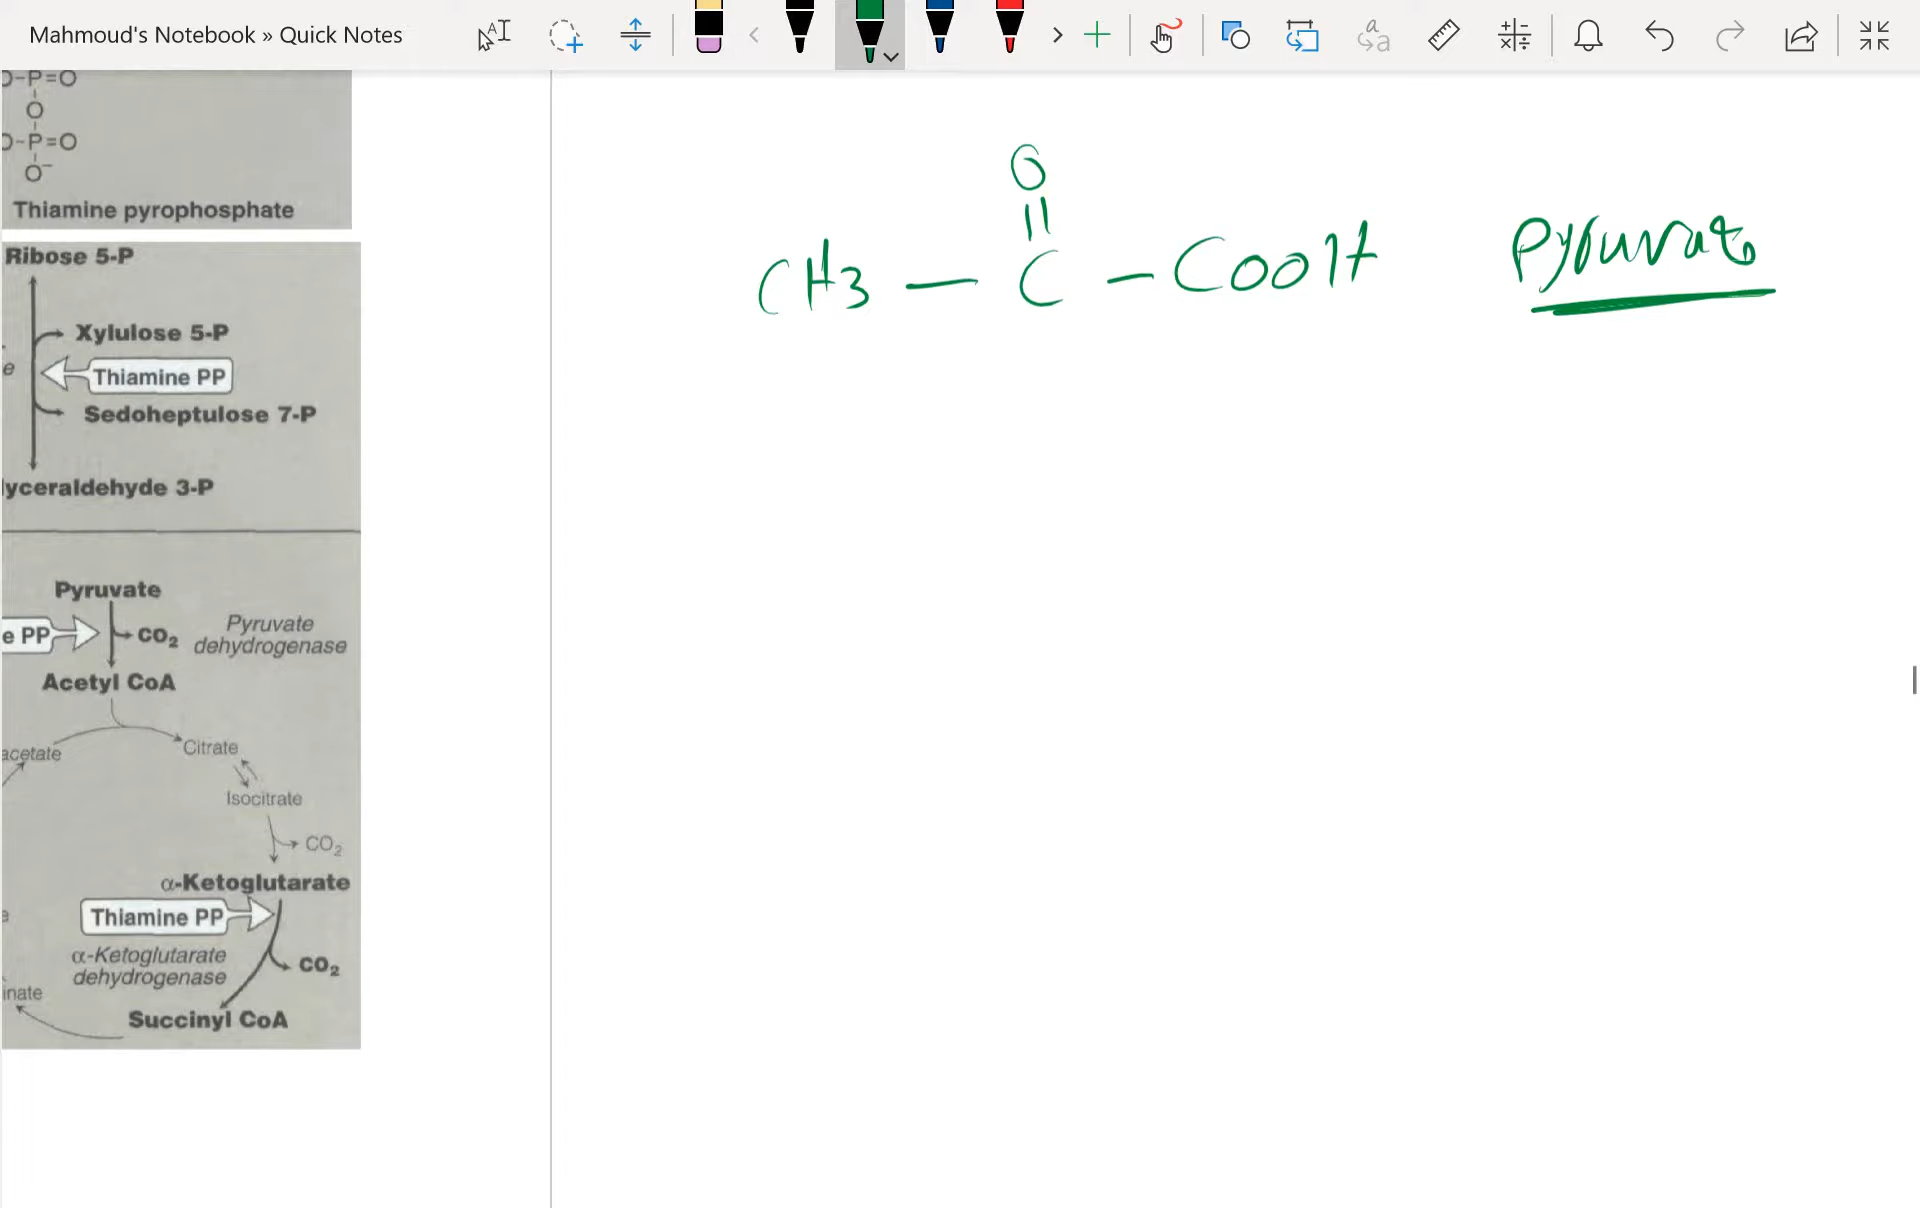 Mahmoud's Notebook » Quick Notes
O-P=O
O
O-P=O
O⁻
Thiamine pyrophosphate
Ribose 5-P
Xylulose 5-P
e
Thiamine PP
Sedoheptulose 7-P
lyceraldehyde 3-P
Pyruvate
e PP
CO₂
Pyruvate
dehydrogenase
Acetyl CoA
acetate
Citrate
Isocitrate
CO₂
α-Ketoglutarate
Thiamine PP
α-Ketoglutarate
dehydrogenase
CO₂
inate
Succinyl CoA
O
CH3 — C — COOH
Pyruvate